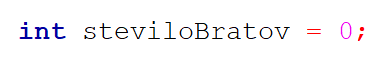 int steviloBratov = 0;